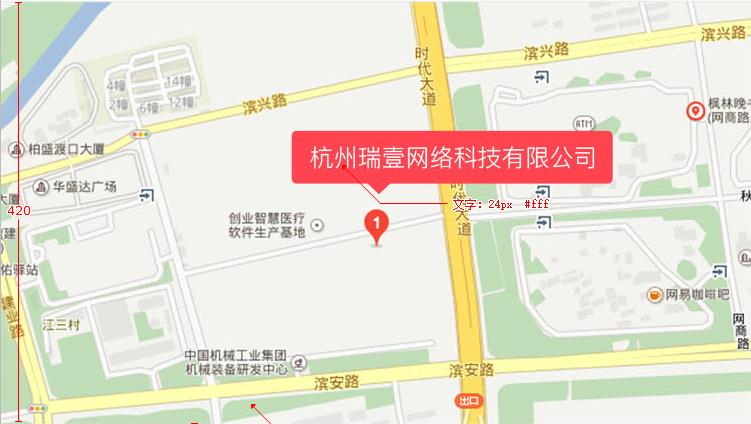 滨兴路
滨兴路
时代大道
4幢
14幢
2幢
6幢
12幢
滨兴路
枫林晚书
(网商路
ATM
柏盛渡口大厦
杭州瑞壹网络科技有限公司
华盛达广场
时代大道
文字: 24px #fff
420
秋
创业智慧医疗
软件生产基地
1
(建
佑驿站
网易咖啡吧
建业路
江三村
网商路
中国机械工业集团
机械装备研发中心
滨安路
滨安路
出口